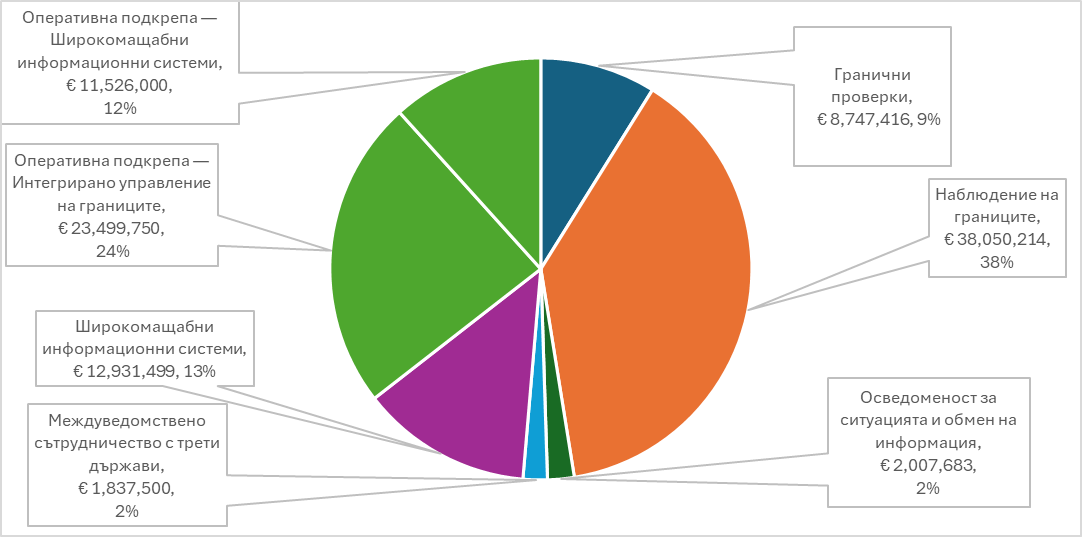 Оперативна подкрепа —
Широкомащабни
информационни системи,
€ 11,526,000,
12%
Гранични
проверки,
€ 8,747,416, 9%
Оперативна подкрепа —
Интегрирано управление
на границите,
€ 23,499,750,
24%
Наблюдение на
границите,
€ 38,050,214,
38%
Широкомащабни
информационни системи,
€ 12,931,499, 13%
Осведоменост за
ситуацията и обмен на
информация,
€ 2,007,683,
2%
Междуведомствено
сътрудничество с трети
държави,
€ 1,837,500,
2%